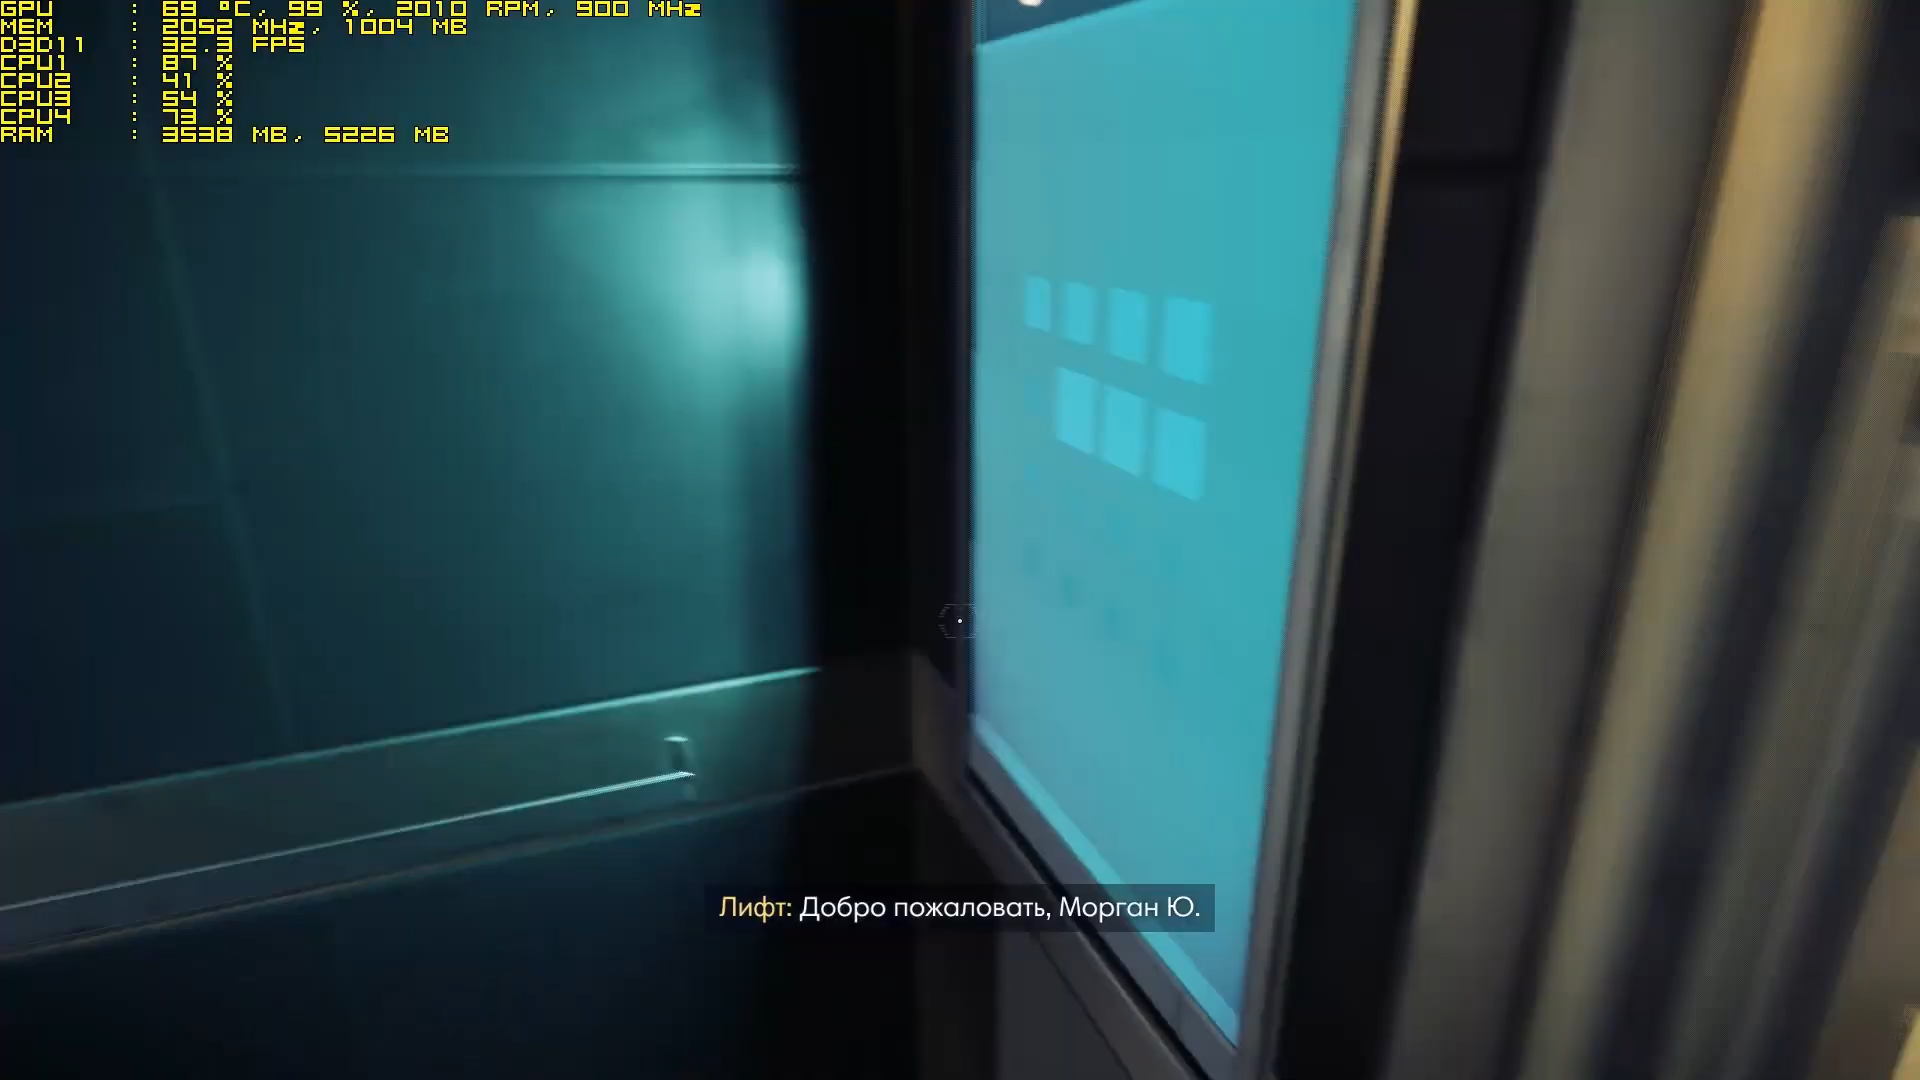 GPU : 69 °C, 99 %, 2010 RPM, 900 MHz
MEM : 2052 MHz, 1004 MB
D3D11 : 32.3 FPS
CPU1 : 87 %
CPU2 : 41 %
CPU3 : 54 %
CPU4 : 73 %
RAM : 3538 MB, 5226 MB
Лифт: Добро пожаловать, Морган Ю.